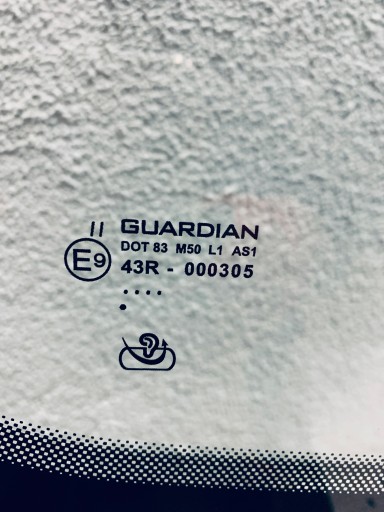 II GUARDIAN
DOT 83 M50 L1 AS1
E9 43R - 000305